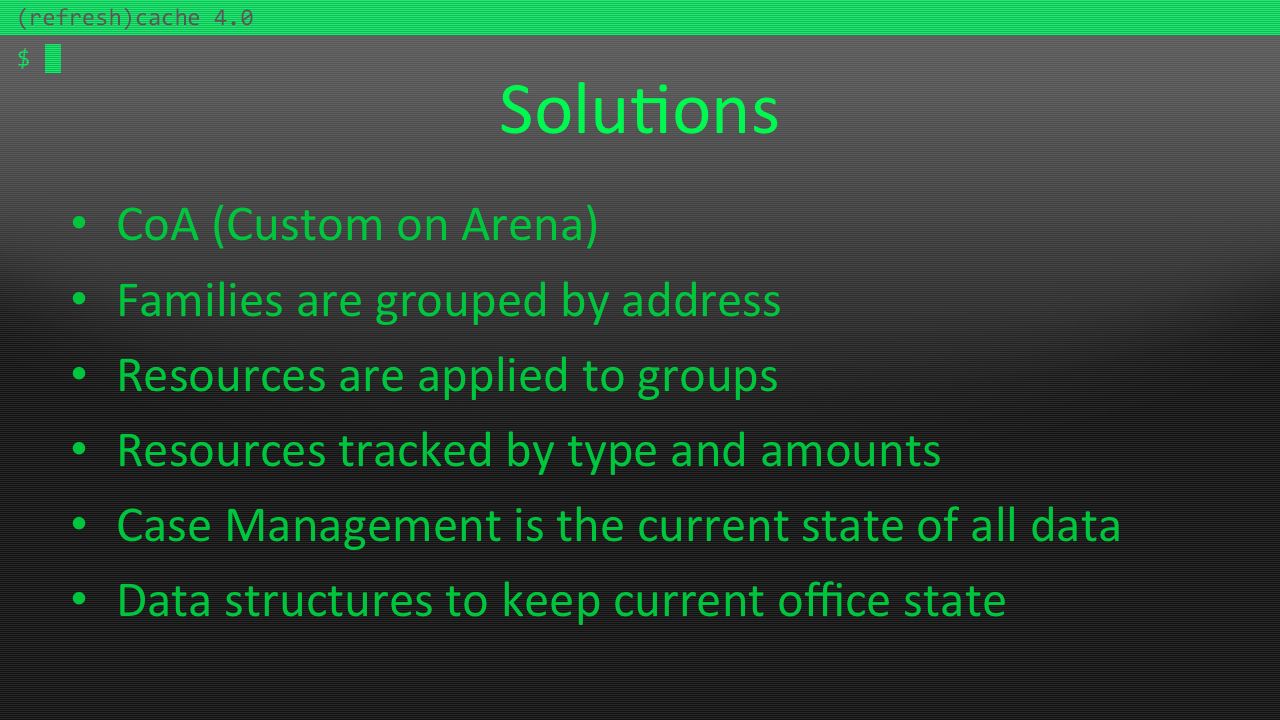 (refresh)cache 4.0
$
Solutions
• CoA (Custom on Arena)
• Families are grouped by address
• Resources are applied to groups
• Resources tracked by type and amounts
• Case Management is the current state of all data
• Data structures to keep current office state